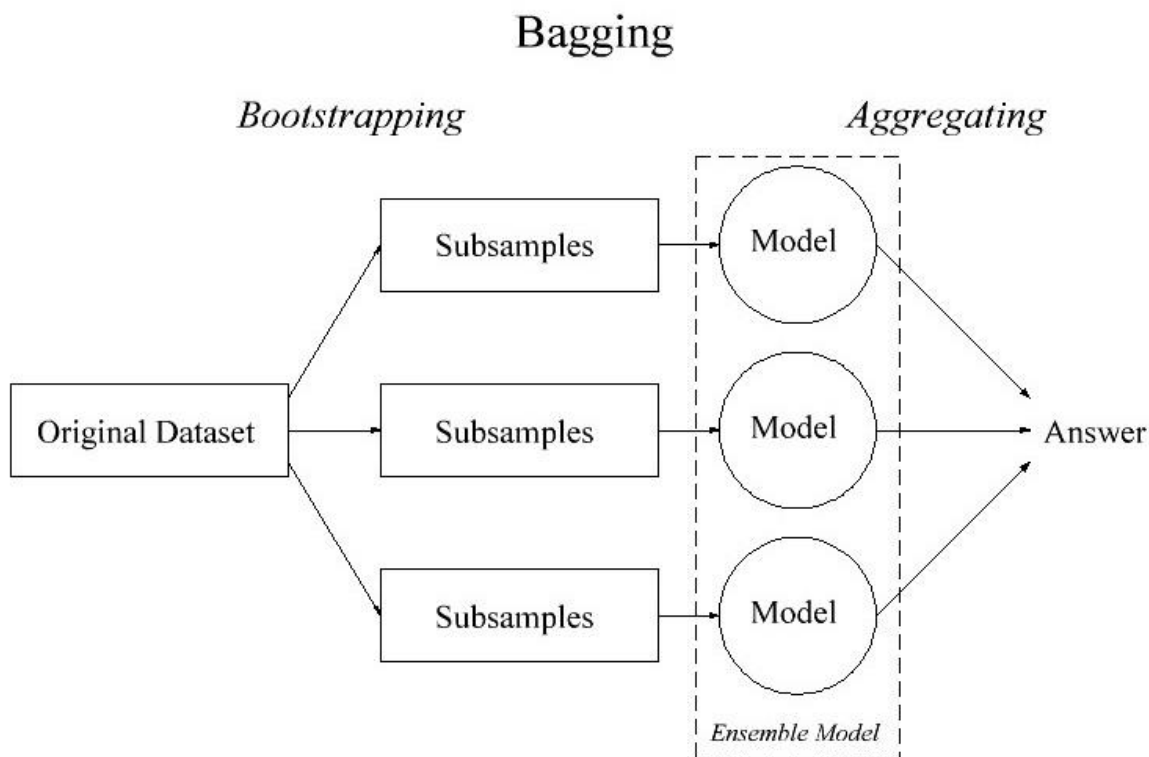 Bagging
Bootstrapping
Aggregating
Subsamples
Model
Original Dataset
Subsamples
Model
Answer
Subsamples
Model
Ensemble Model